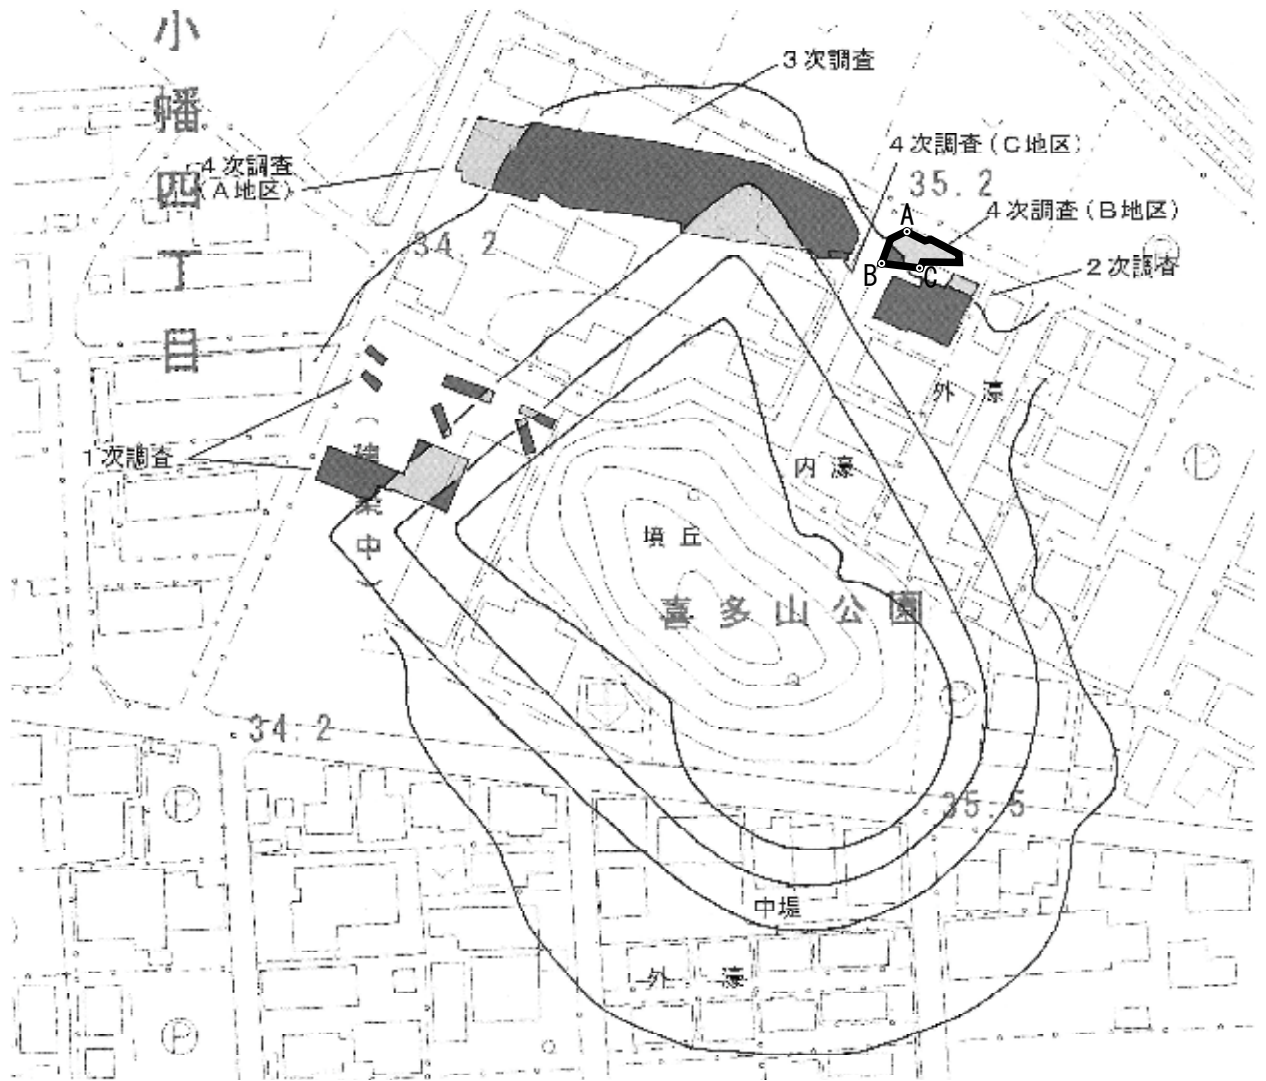 小幡四丁目
3次調査
4次調査(C地区)
4次調査
(A地区)
35.2
4次調査(B地区)
A
34.2
B
C
2次調査
外濠
1次調査
内濠
墳丘
中
喜多山公園
34.2
35.5
中堤
外濠